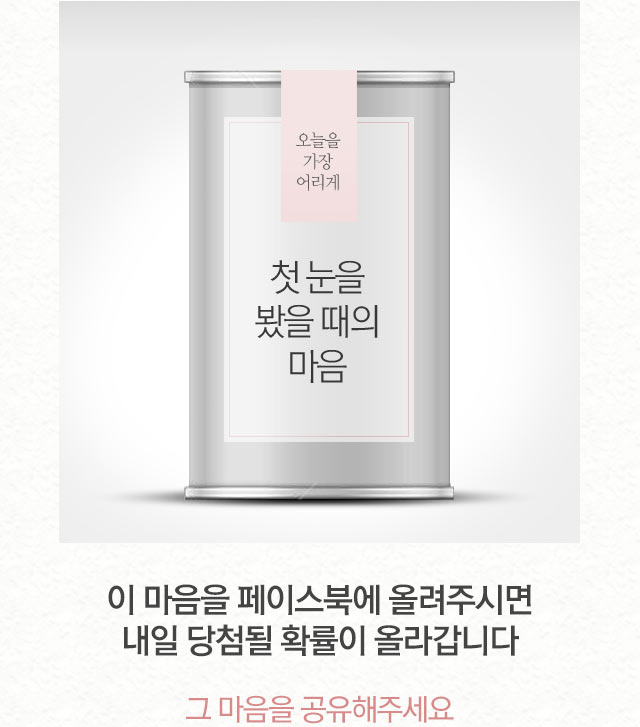 오늘을
가장
어리게
첫 눈을
봤을 때의
마음
이 마음을 페이스북에 올려주시면
내일 당첨될 확률이 올라갑니다
그 마음을 공유해주세요